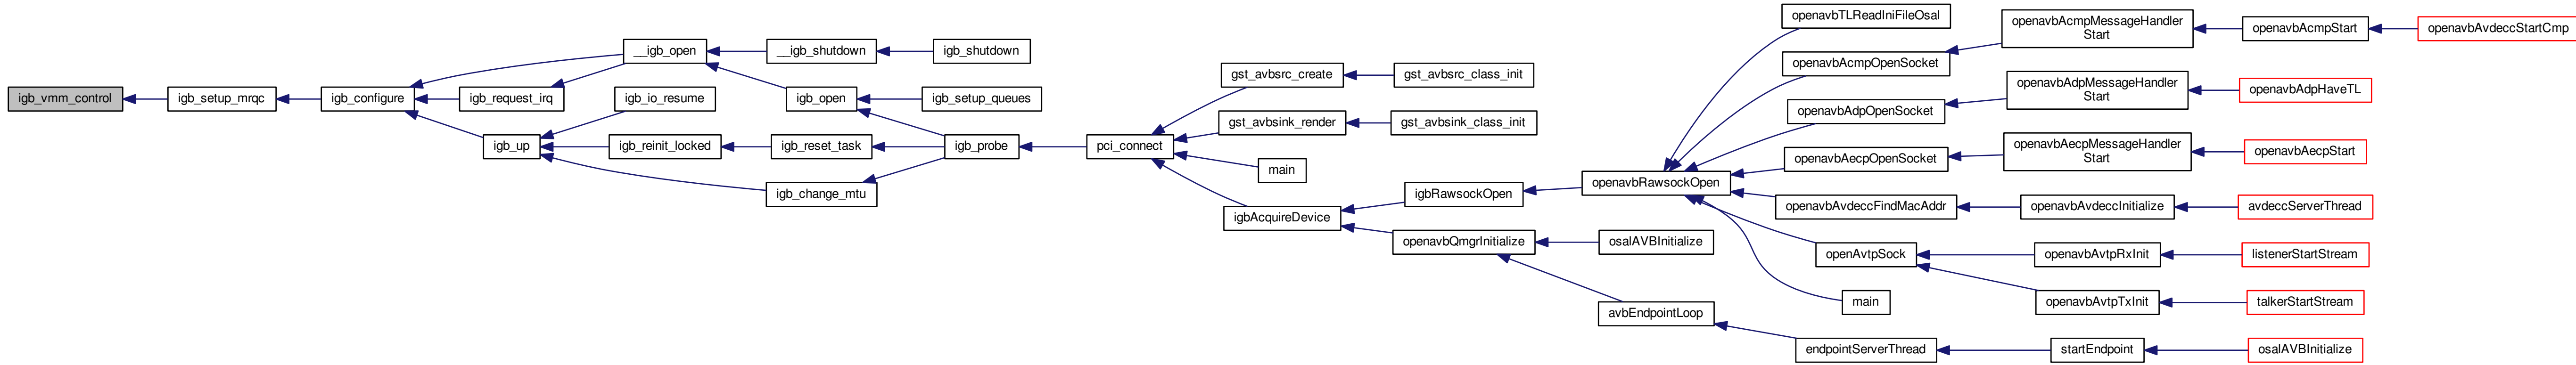 igb_vmm_control
igb_setup_mrqc
igb_configure
__igb_open
igb_request_irq
igb_up
__igb_shutdown
igb_shutdown
igb_open
igb_setup_queues
igb_io_resume
igb_reinit_locked
igb_reset_task
igb_change_mtu
igb_probe
pci_connect
gst_avbsrc_create
gst_avbsrc_class_init
gst_avbsink_render
gst_avbsink_class_init
main
igbAcquireDevice
igbRawsockOpen
openavbQmgrInitialize
osalAVBInitialize
avbEndpointLoop
endpointServerThread
startEndpoint
osalAVBInitialize
openavbRawsockOpen
openavbTLReadIniFileOsal
openavbAcmpOpenSocket
openavbAcmpMessageHandler
Start
openavbAcmpStart
openavbAvdeccStartCmp
openavbAdpOpenSocket
openavbAdpMessageHandler
Start
openavbAdpHaveTL
openavbAecpOpenSocket
openavbAecpMessageHandler
Start
openavbAecpStart
openavbAvdeccFindMacAddr
openavbAvdeccInitialize
avdeccServerThread
openAvtpSock
openavbAvtpRxInit
listenerStartStream
openavbAvtpTxInit
talkerStartStream
main